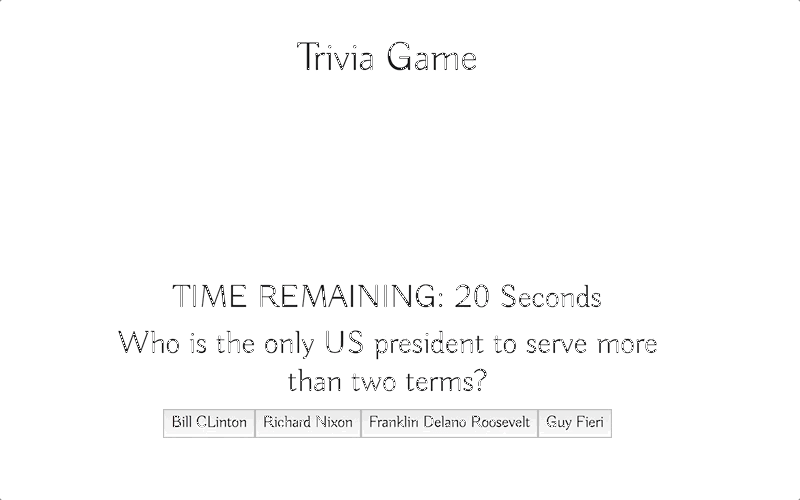 Trivia Game
TIME REMAINING: 20 Seconds
Who is the only US president to serve more
than two terms?
Bill CLinton Richard Nixon Franklin Delano Roosevelt Guy Fieri